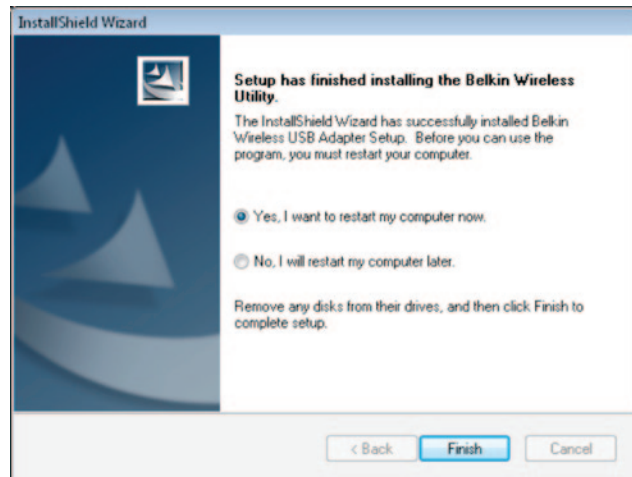 InstallShield Wizard
Setup has finished installing the Belkin Wireless
Utility.
The InstallShield Wizard has successfully installed Belkin
Wireless USB Adapter Setup. Before you can use the
program, you must restart your computer.
Yes, I want to restart my computer now.
No, I will restart my computer later.
Remove any disks from their drives, and then click Finish to
complete setup.
< Back Finish Cancel